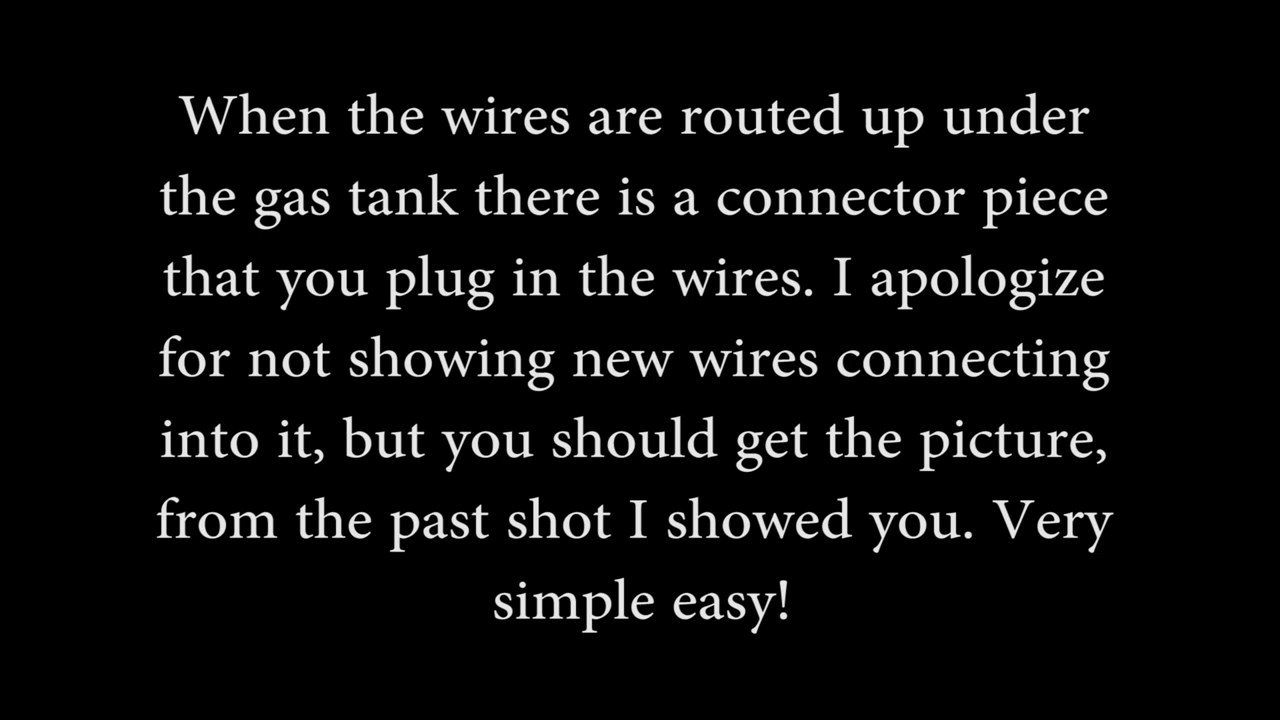 When the wires are routed up under
the gas tank there is a connector piece
that you plug in the wires. I apologize
for not showing new wires connecting
into it, but you should get the picture,
from the past shot I showed you. Very
simple easy!